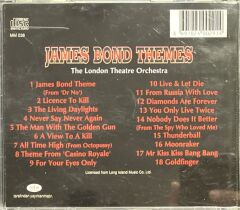 COMPACT disc
MM 036
JAMES BOND THEMES
The London Theatre Orchestra
1 James Bond Theme
(From 'Dr No')
2 Licence To Kill
3 The Living Daylights
4 Never Say Never Again
5 The Man With The Golden Gun
6 A View To A Kill
7 All Time High (From Octopussy)
8 Theme From 'Casino Royale'
9 For Your Eyes Only
10 Live & Let Die
11 From Russia With Love
12 Diamonds Are Forever
13 You Only Live Twice
14 Nobody Does It Better
(From The Spy Who Loved Me)
15 Thunderball
16 Moonraker
17 Mr Kiss Kiss Bang Bang
18 Goldfinger
Licensed from Long Island Music Co. Ltd.